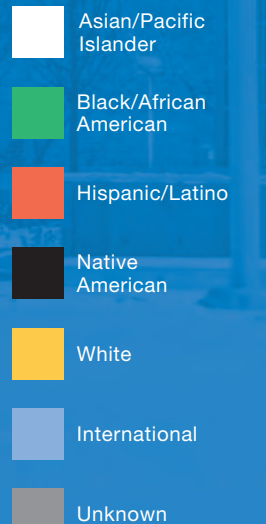 Asian/Pacific
Islander
Black/African
American
Hispanic/Latino
Native
American
White
International
Unknown